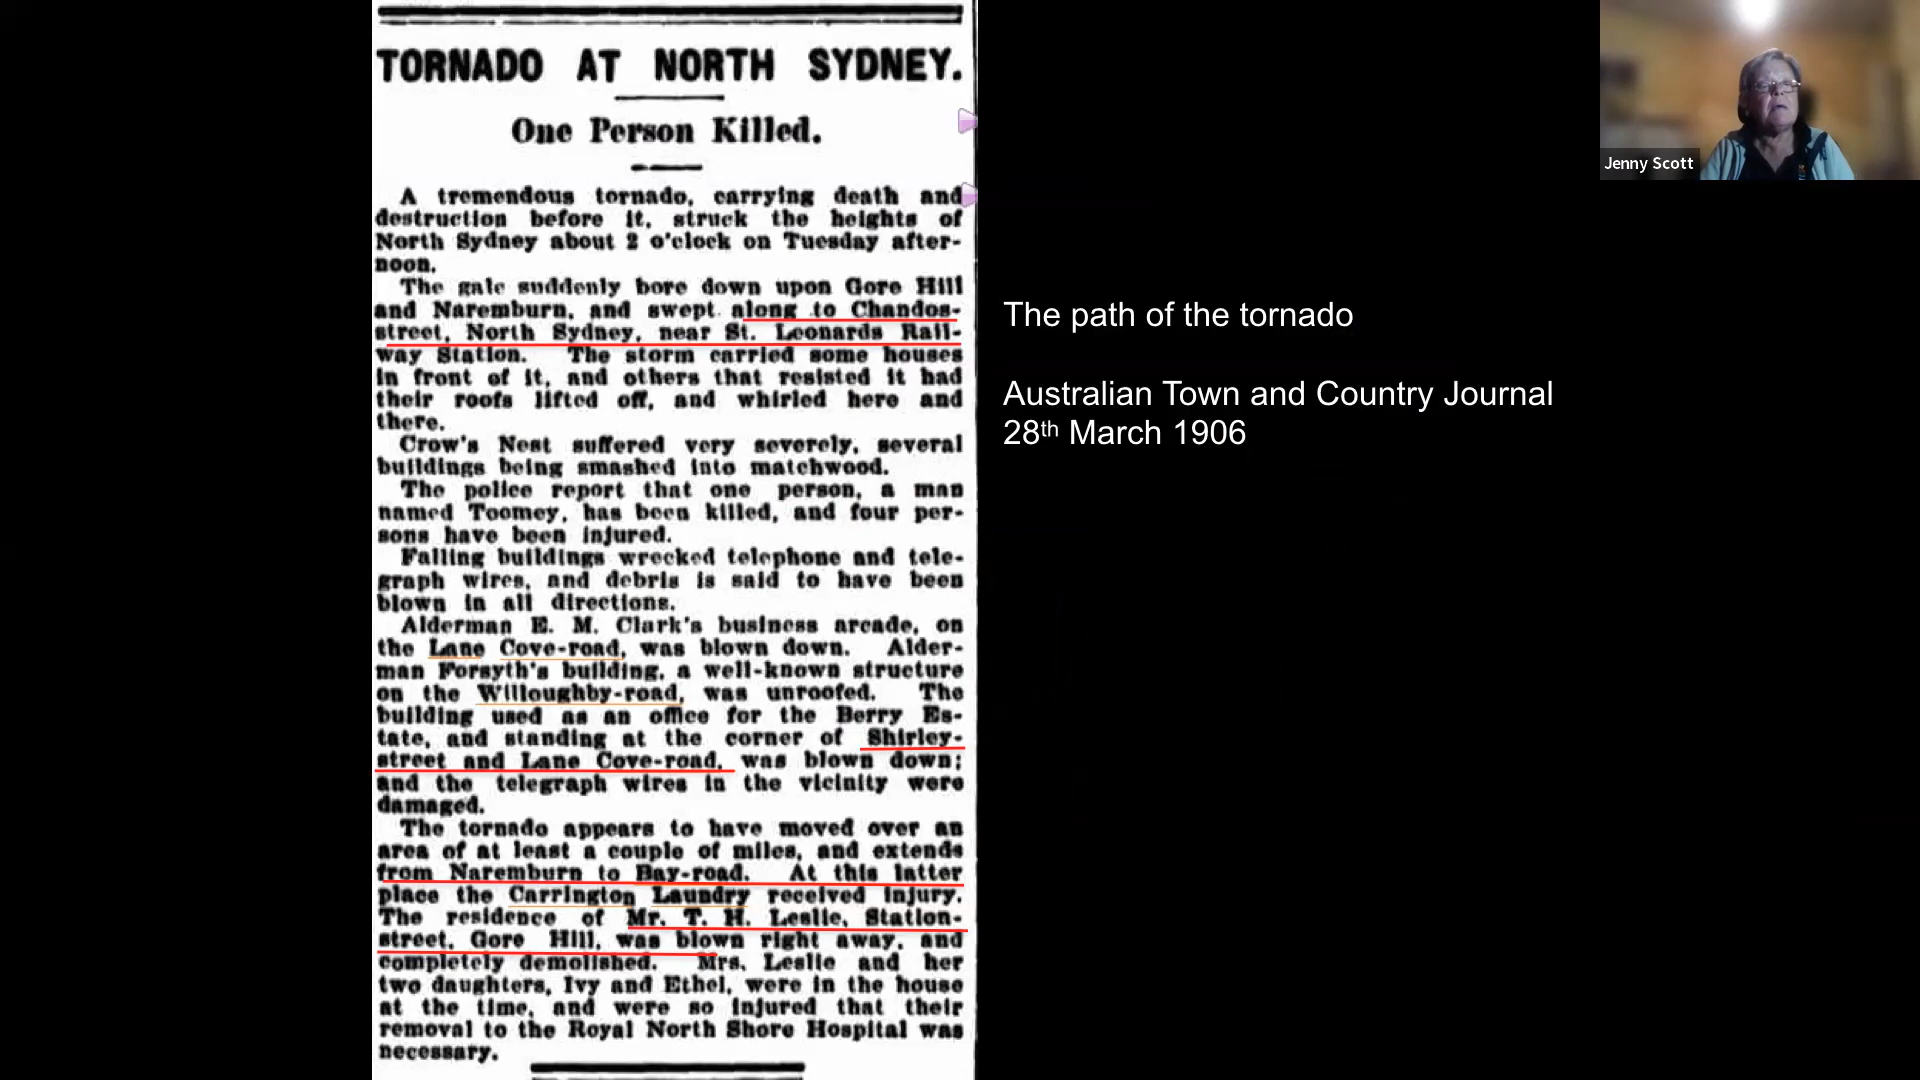 TORNADO AT NORTH SYDNEY.
One Person Killed.
A tremendous tornado, carrying death and
destruction before it, struck the heights of
North Sydney about 2 o'clock on Tuesday after-
noon.
The gale suddenly bore down upon Gore Hill
and Naremburn, and swept along to Chandos-
street, North Sydney, near St. Leonards Rail-
way Station. The storm carried some houses
in front of it, and others that resisted it had
their roofs lifted off, and whirled here and
there.
Crow's Nest suffered very severely, several
buildings being smashed into matchwood.
The police report that one person, a man
named Toomey, has been killed, and four per-
sons have been injured.
Falling buildings wrecked telephone and tele-
graph wires, and debris is said to have been
blown in all directions.
Alderman E. M. Clark's business arcade, on
the Lane Cove-road, was blown down. Alder-
man Forsyth's building, a well-known structure
on the Willoughby-road, was unroofed. The
building used as an office for the Berry Es-
tate, and standing at the corner of Shirley-
street and Lane Cove-road, was blown down;
and the telegraph wires in the vicinity were
damaged.
The tornado appears to have moved over an
area of at least a couple of miles, and extends
from Naremburn to Bay-road. At this latter
place the Carrington Laundry received injury.
The residence of Mr. T. H. Leslie, Station-
street, Gore Hill, was blown right away, and
completely demolished. Mrs. Leslie and her
two daughters, Ivy and Ethel, were in the house
at the time, and were so injured that their
removal to the Royal North Shore Hospital was
necessary.
The path of the tornado
Australian Town and Country Journal
28th March 1906
Jenny Scott